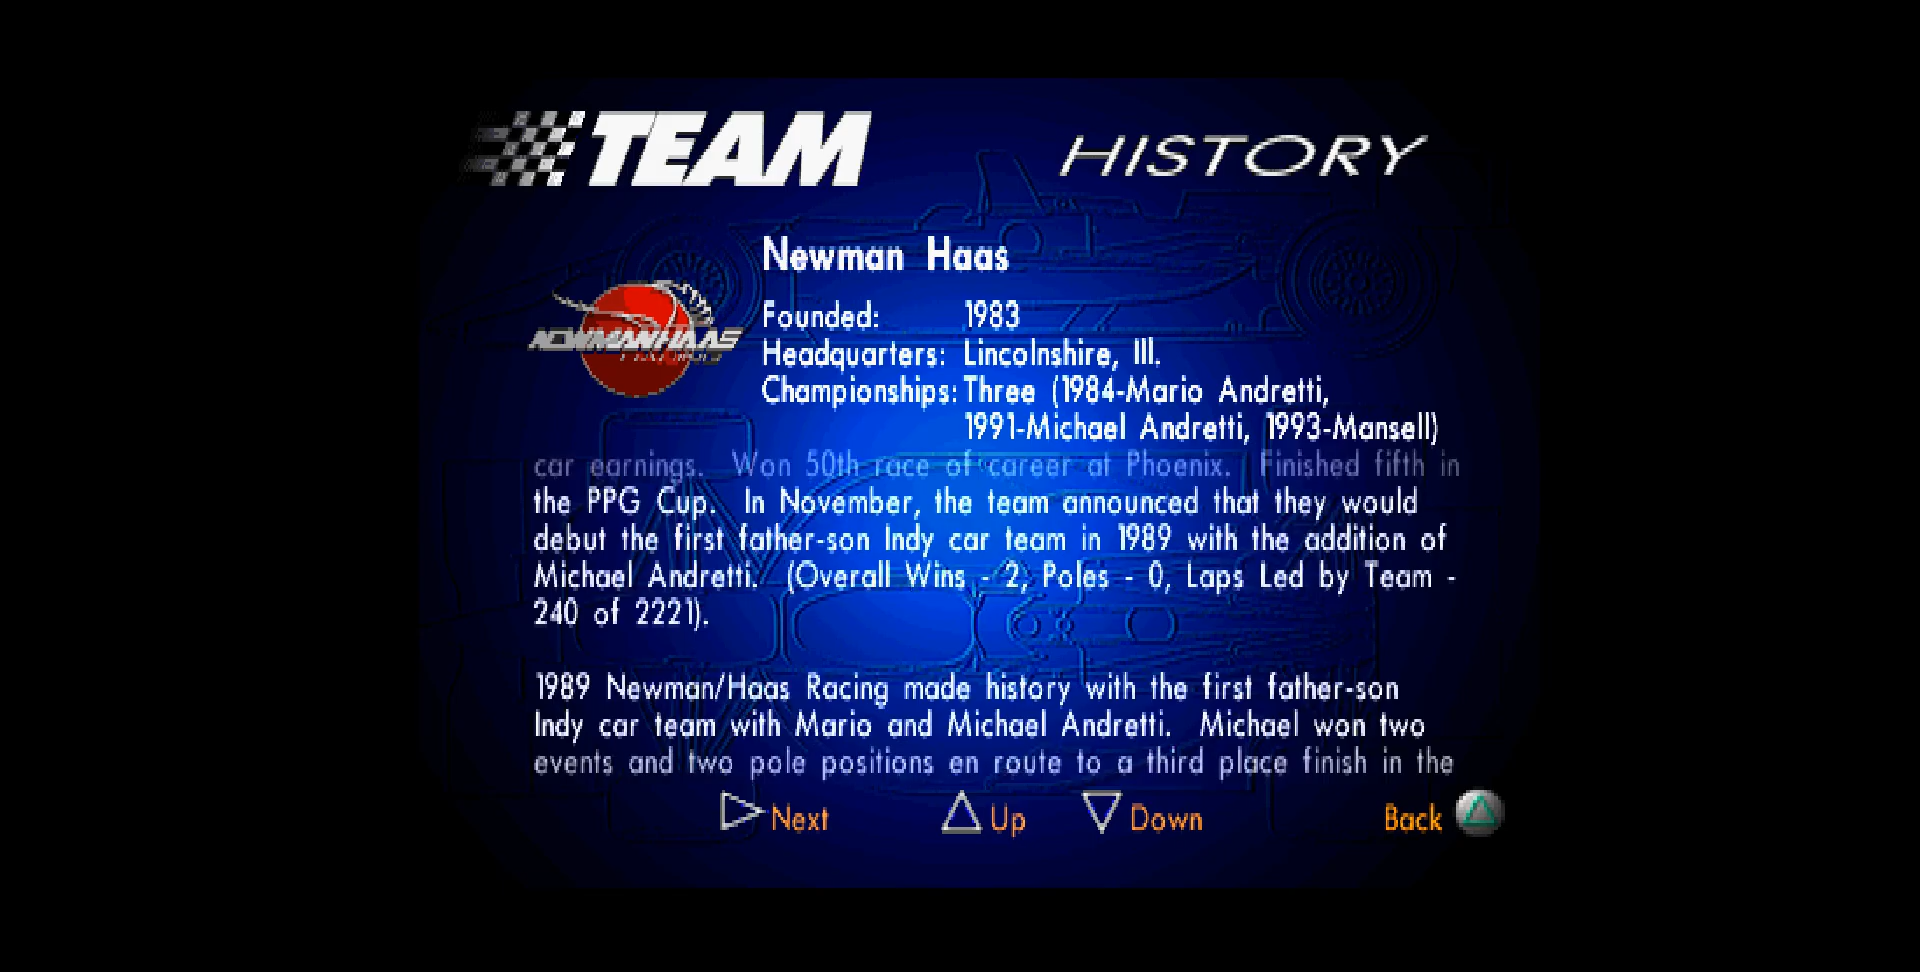 TEAM
HISTORY
Newman Haas
NEWMAN HAAS
Founded: 1983
Headquarters: Lincolnshire, Ill.
Championships: Three (1984-Mario Andretti,
1991-Michael Andretti, 1993-Mansell)
car earnings. Won 50th race of career at Phoenix. Finished fifth in
the PPG Cup. In November, the team announced that they would
debut the first father-son Indy car team in 1989 with the addition of
Michael Andretti. (Overall Wins - 2, Poles - 0, Laps Led by Team -
240 of 2221).
1989 Newman/Haas Racing made history with the first father-son
Indy car team with Mario and Michael Andretti. Michael won two
events and two pole positions en route to a third place finish in the
Next Up Down Back